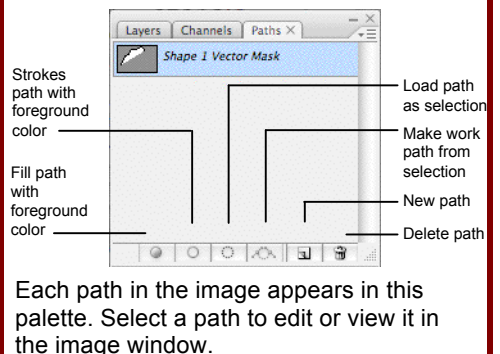 Layers Channels Paths ×
Shape 1 Vector Mask
Strokes
path with
foreground
color
Fill path
with
foreground
color
Load path
as selection
Make work
path from
selection
New path
Delete path
Each path in the image appears in this
palette. Select a path to edit or view it in
the image window.